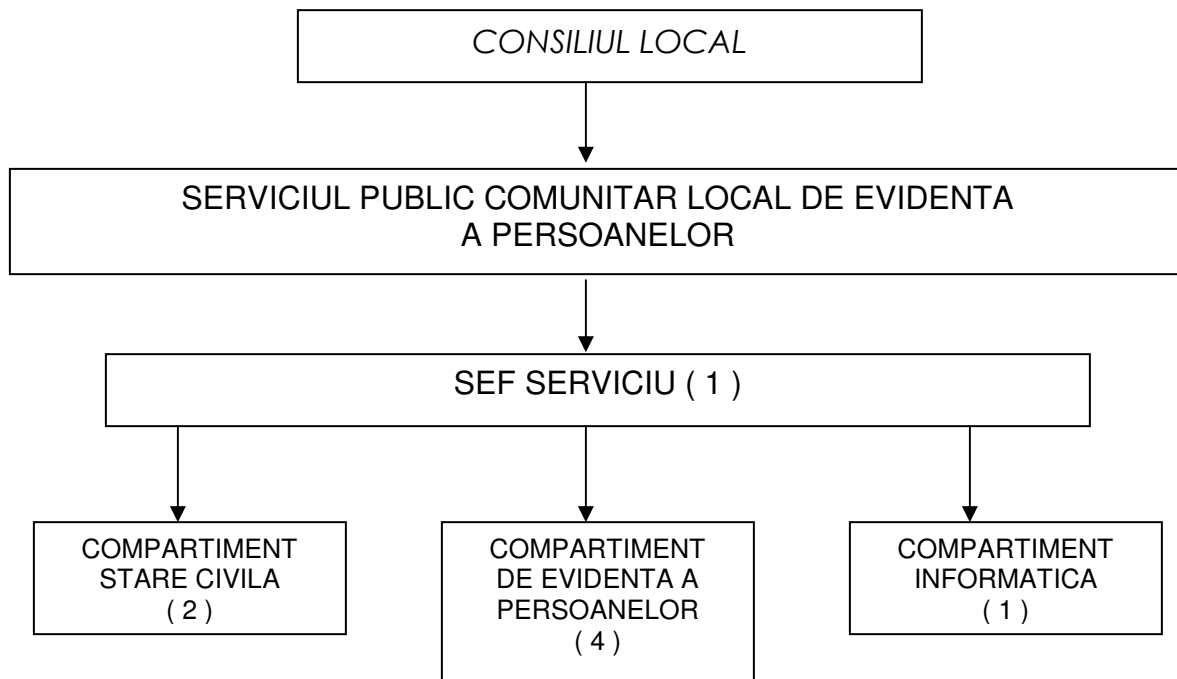 CONSILIUL LOCAL
SERVICIUL PUBLIC COMUNITAR LOCAL DE EVIDENTA
A PERSOANELOR
SEF SERVICIU ( 1 )
COMPARTIMENT
STARE CIVILA
( 2 )
COMPARTIMENT
DE EVIDENTA A
PERSOANELOR
( 4 )
COMPARTIMENT
INFORMATICA
( 1 )